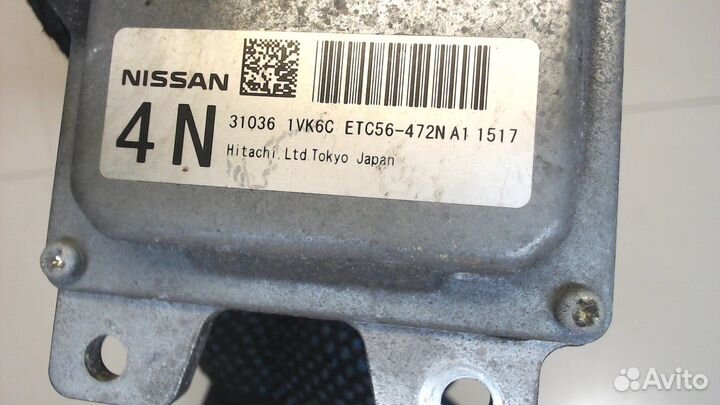 NISSAN
4N
31036 1VK6C ETC56-472N A1 1517
Hitachi.Ltd.Tokyo Japan
Avito